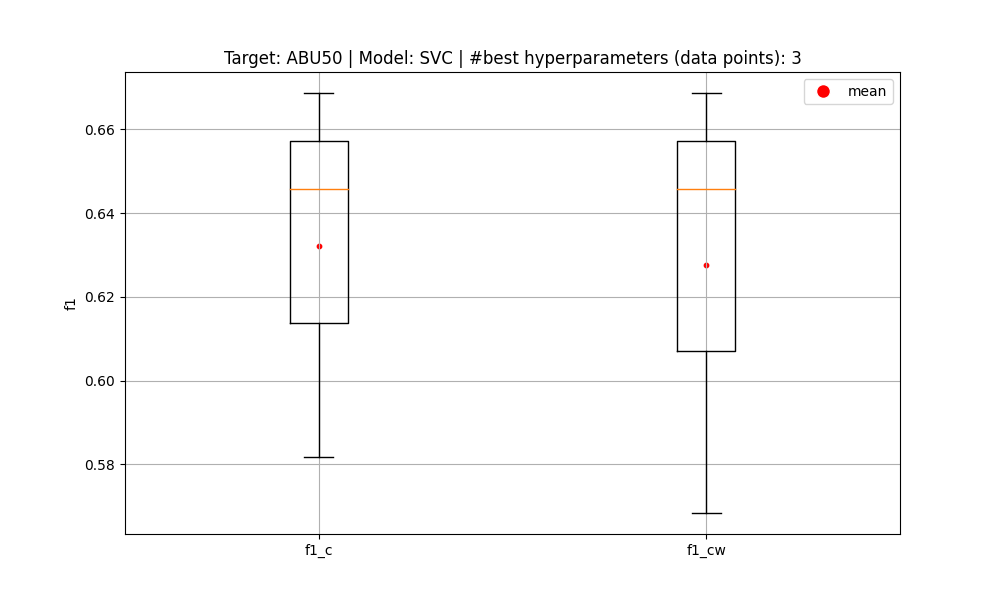 Target: ABU50 | Model: SVC | #best hyperparameters (data points): 3
mean
0.66
0.64
0.62
0.60
0.58
f1
f1_c
f1_cw